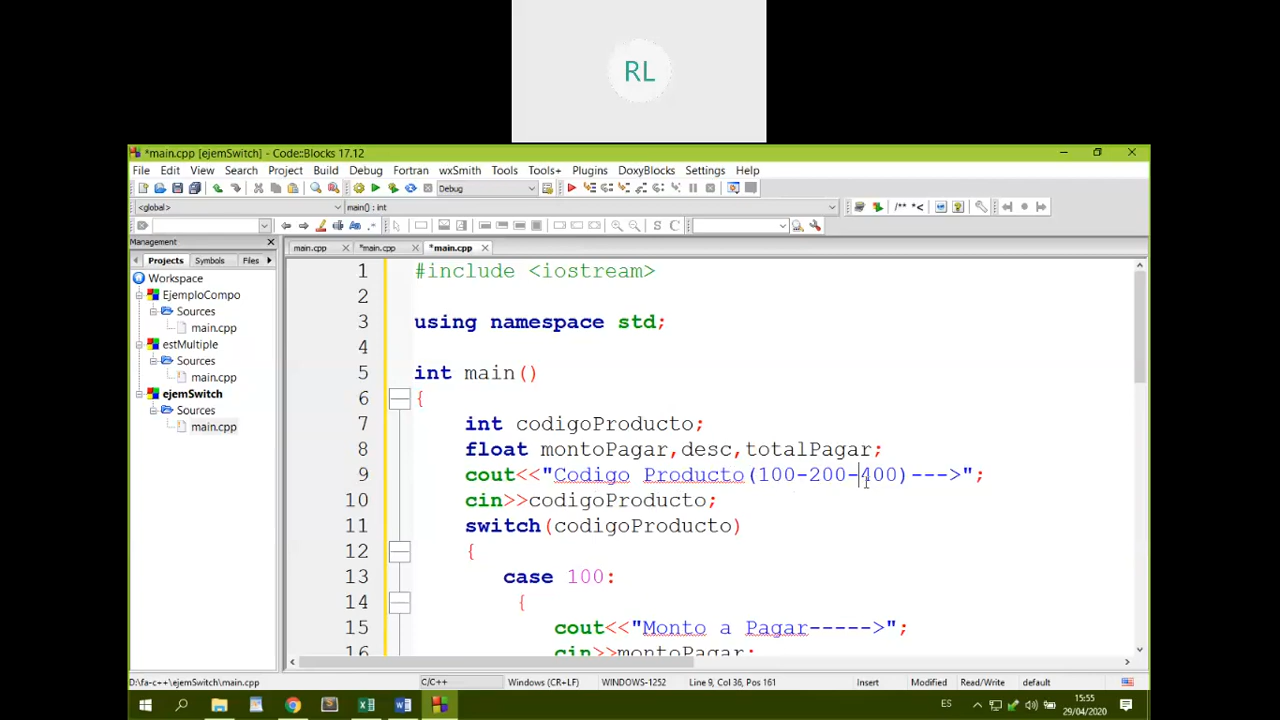 RL
*main.cpp [ejemSwitch] - Code::Blocks 17.12
File Edit View Search Project Build Debug Fortran wxSmith Tools Tools+ Plugins DoxyBlocks Settings Help
Debug
<global> main() : int /** *<
Management
main.cpp *main.cpp *main.cpp
Projects Symbols Files
Workspace
EjemploCompo
Sources
main.cpp
estMultiple
Sources
main.cpp
ejemSwitch
Sources
main.cpp
1 #include <iostream>
2
3 using namespace std;
4
5 int main()
6 {
7 int codigoProducto;
8 float montoPagar,desc,totalPagar;
9 cout<<"Codigo Producto(100-200-400)--->";
10 cin>>codigoProducto;
11 switch(codigoProducto)
12 {
13 case 100:
14 {
15 cout<<"Monto a Pagar----->";
16 cin>>montoPagar;
D:\fa-c++\ejemSwitch\main.cpp C/C++ Windows (CR+LF) WINDOWS-1252 Line 9, Col 36, Pos 161 Insert Modified Read/Write default
ES 15:55
29/04/2020